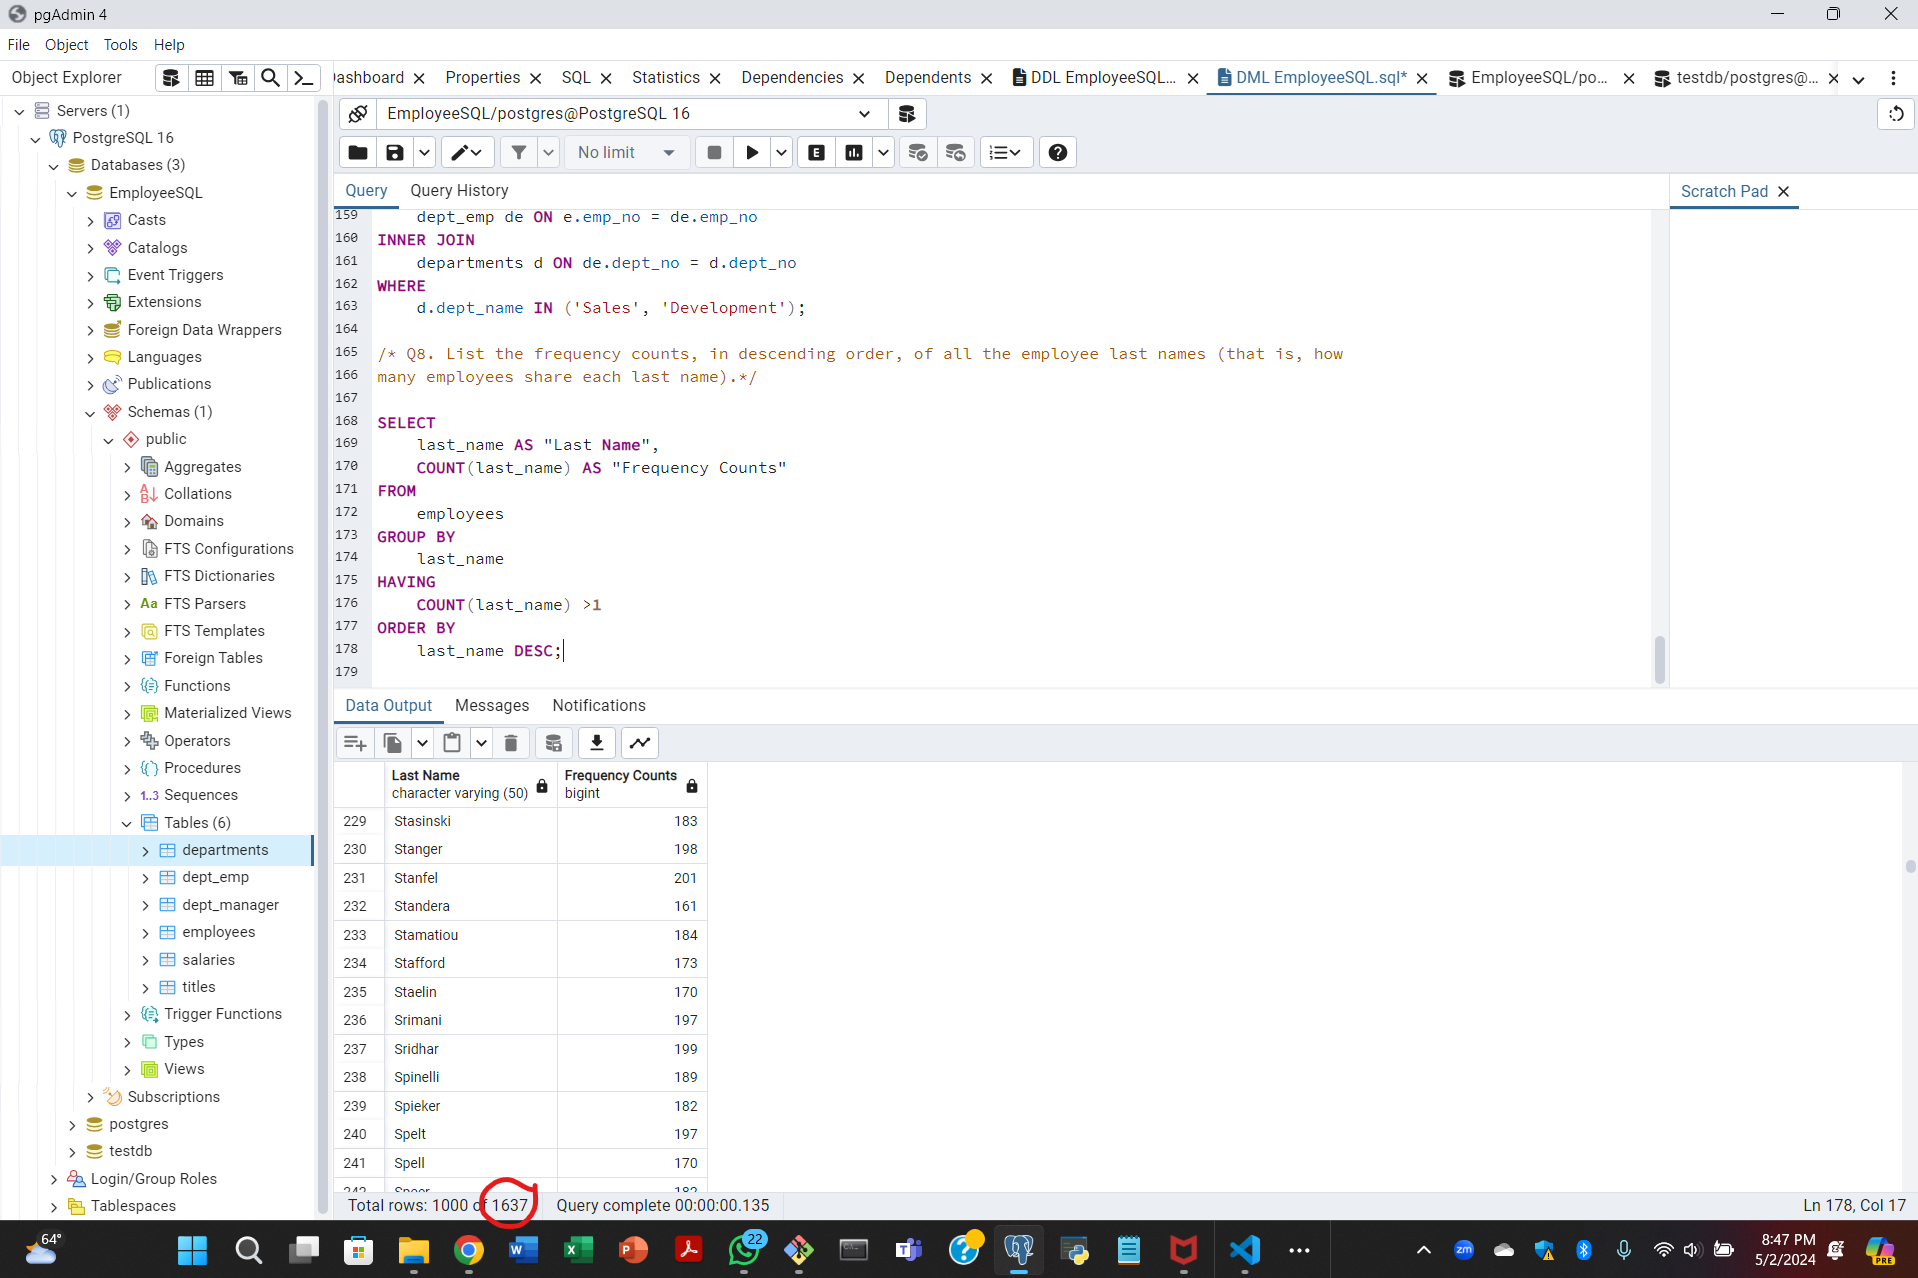 pgAdmin 4
File Object Tools Help
Object Explorer
Dashboard Properties SQL Statistics Dependencies Dependents DDL EmployeeSQL... DML EmployeeSQL.sql* EmployeeSQL/po... testdb/postgres@...
Servers (1)
PostgreSQL 16
Databases (3)
EmployeeSQL
Casts
Catalogs
Event Triggers
Extensions
Foreign Data Wrappers
Languages
Publications
Schemas (1)
public
Aggregates
Collations
Domains
FTS Configurations
FTS Dictionaries
Aa FTS Parsers
FTS Templates
Foreign Tables
Functions
Materialized Views
Operators
Procedures
1..3 Sequences
Tables (6)
departments
dept_emp
dept_manager
employees
salaries
titles
Trigger Functions
Types
Views
Subscriptions
postgres
testdb
Login/Group Roles
Tablespaces
EmployeeSQL/postgres@PostgreSQL 16
No limit
E
Query Query History
Scratch Pad
159 dept_emp de ON e.emp_no = de.emp_no
160 INNER JOIN
161 departments d ON de.dept_no = d.dept_no
162 WHERE
163 d.dept_name IN ('Sales', 'Development');
164
165 /* Q8. List the frequency counts, in descending order, of all the employee last names (that is, how
166 many employees share each last name).*/
167
168 SELECT
169 last_name AS "Last Name",
170 COUNT(last_name) AS "Frequency Counts"
171 FROM
172 employees
173 GROUP BY
174 last_name
175 HAVING
176 COUNT(last_name) >1
177 ORDER BY
178 last_name DESC;
179
Data Output Messages Notifications
Last Name Frequency Counts
character varying (50) bigint
229 Stasinski 183
230 Stanger 198
231 Stanfel 201
232 Standera 161
233 Stamatiou 184
234 Stafford 173
235 Staelin 170
236 Srimani 197
237 Sridhar 199
238 Spinelli 189
239 Spieker 182
240 Spelt 197
241 Spell 170
242 Speer 182
Total rows: 1000 of 1637 Query complete 00:00:00.135 Ln 178, Col 17
64°
22
zm
8:47 PM
5/2/2024
PRE